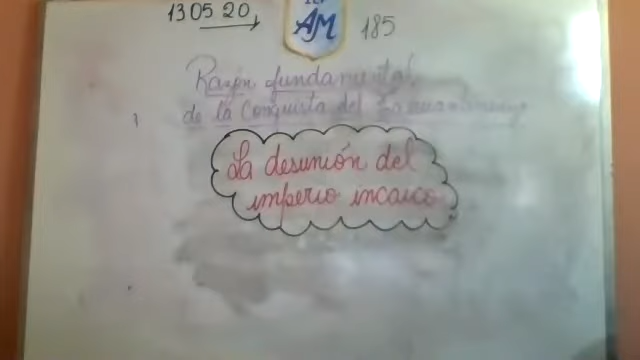 13 05 20
AM
185
Razón fundamental
de la Conquista del
La desunión del
imperio incaico